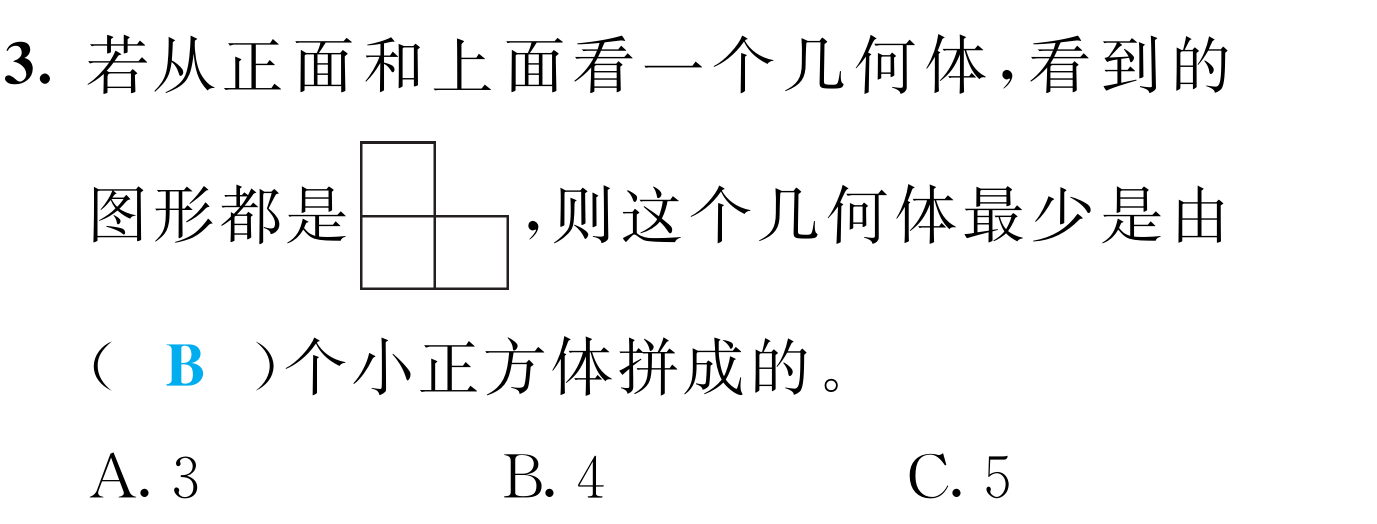 3. 若从正面和上面看一个几何体,看到的
图形都是,则这个几何体最少是由
( B )个小正方体拼成的。
A. 3 B. 4 C. 5